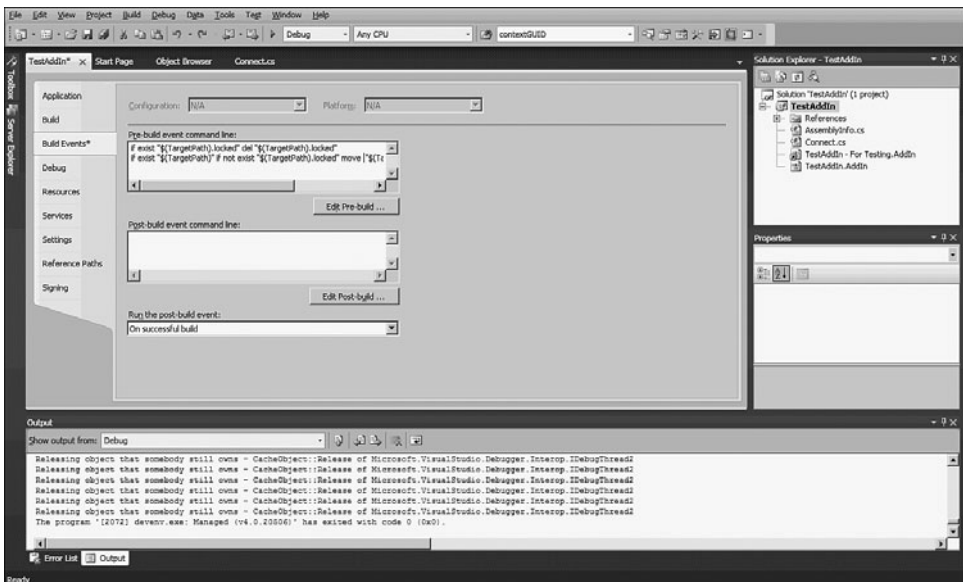 File Edit View Project Build Debug Data Tools Test Window Help
Debug Any CPU contextGUID
TestAddIn* Start Page Object Browser Connect.cs
Toolbox
Server Explorer
Application
Build
Build Events*
Debug
Resources
Services
Settings
Reference Paths
Signing
Configuration: N/A Platform: N/A
Pre-build event command line:
if exist "$(TargetPath).locked" del "$(TargetPath).locked"
if exist "$(TargetPath)" if not exist "$(TargetPath).locked" move "$(Ta
Edit Pre-build ...
Post-build event command line:
Edit Post-build ...
Run the post-build event:
On successful build
Solution Explorer - TestAddIn
Solution 'TestAddIn' (1 project)
TestAddIn
References
AssemblyInfo.cs
Connect.cs
TestAddIn - For Testing.AddIn
TestAddIn.AddIn
Properties
Output
Show output from: Debug
Releasing object that somebody still owns - CacheObject::Release of Microsoft.VisualStudio.Debugger.Interop.IDebugThread2
Releasing object that somebody still owns - CacheObject::Release of Microsoft.VisualStudio.Debugger.Interop.IDebugThread2
Releasing object that somebody still owns - CacheObject::Release of Microsoft.VisualStudio.Debugger.Interop.IDebugThread2
Releasing object that somebody still owns - CacheObject::Release of Microsoft.VisualStudio.Debugger.Interop.IDebugThread2
Releasing object that somebody still owns - CacheObject::Release of Microsoft.VisualStudio.Debugger.Interop.IDebugThread2
Releasing object that somebody still owns - CacheObject::Release of Microsoft.VisualStudio.Debugger.Interop.IDebugThread2
The program '[2072] devenv.exe: Managed (v4.0.20506)' has exited with code 0 (0x0).
Error List Output
Ready